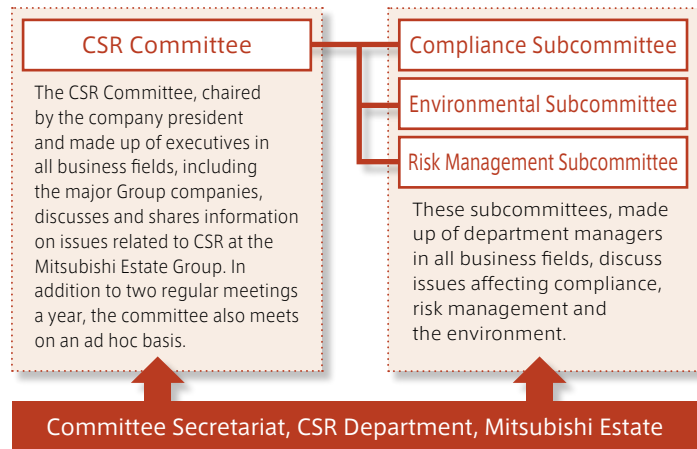 CSR Committee
The CSR Committee, chaired
by the company president
and made up of executives in
all business fields, including
the major Group companies,
discusses and shares information
on issues related to CSR at the
Mitsubishi Estate Group. In
addition to two regular meetings
a year, the committee also meets
on an ad hoc basis.
Compliance Subcommittee
Environmental Subcommittee
Risk Management Subcommittee
These subcommittees, made
up of department managers
in all business fields, discuss
issues affecting compliance,
risk management and
the environment.
Committee Secretariat, CSR Department, Mitsubishi Estate